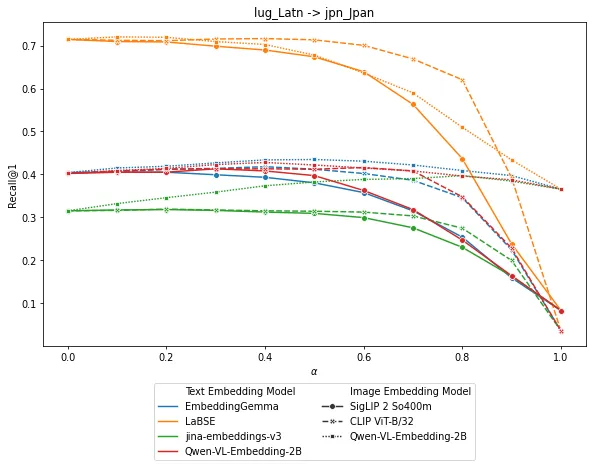 lug_Latn -> jpn_Jpan
Recall@1
0.7
0.6
0.5
0.4
0.3
0.2
0.1
0.0 0.2 0.4 0.6 0.8 1.0
α
Text Embedding Model Image Embedding Model
EmbeddingGemma SigLIP 2 So400m
LaBSE CLIP ViT-B/32
jina-embeddings-v3 Qwen-VL-Embedding-2B
Qwen-VL-Embedding-2B